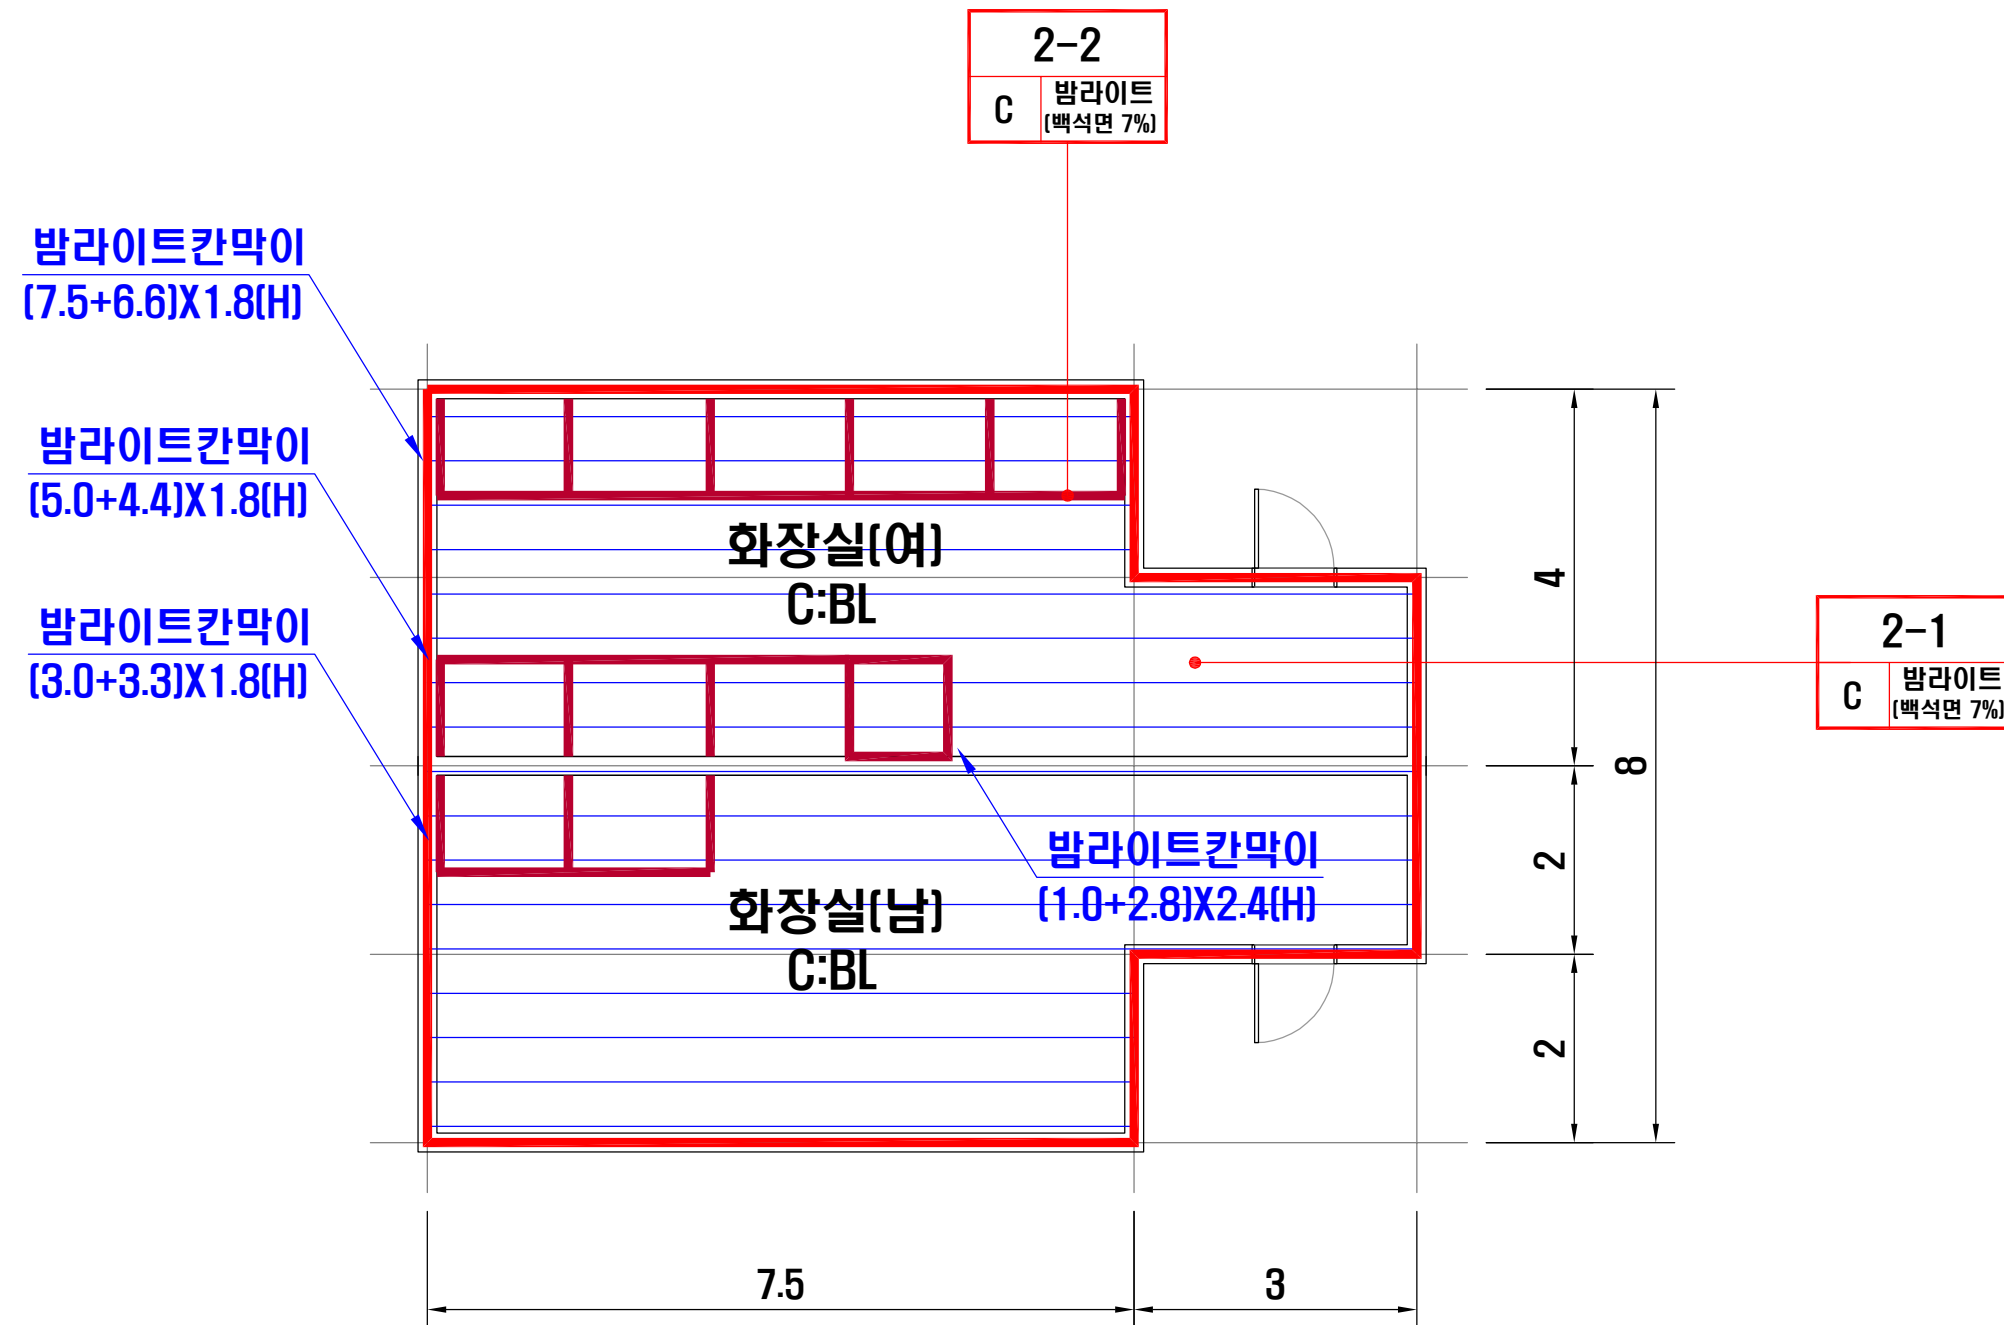 2-2
C
밤라이트
(백석면 7%)
밤라이트칸막이
(7.5+6.6)X1.8(H)
밤라이트칸막이
(5.0+4.4)X1.8(H)
화장실(여)
C:BL
4
밤라이트칸막이
(3.0+3.3)X1.8(H)
2-1
C
밤라이트
(백석면 7%)
8
밤라이트칸막이
(1.0+2.8)X2.4(H)
2
화장실(남)
C:BL
2
7.5
3